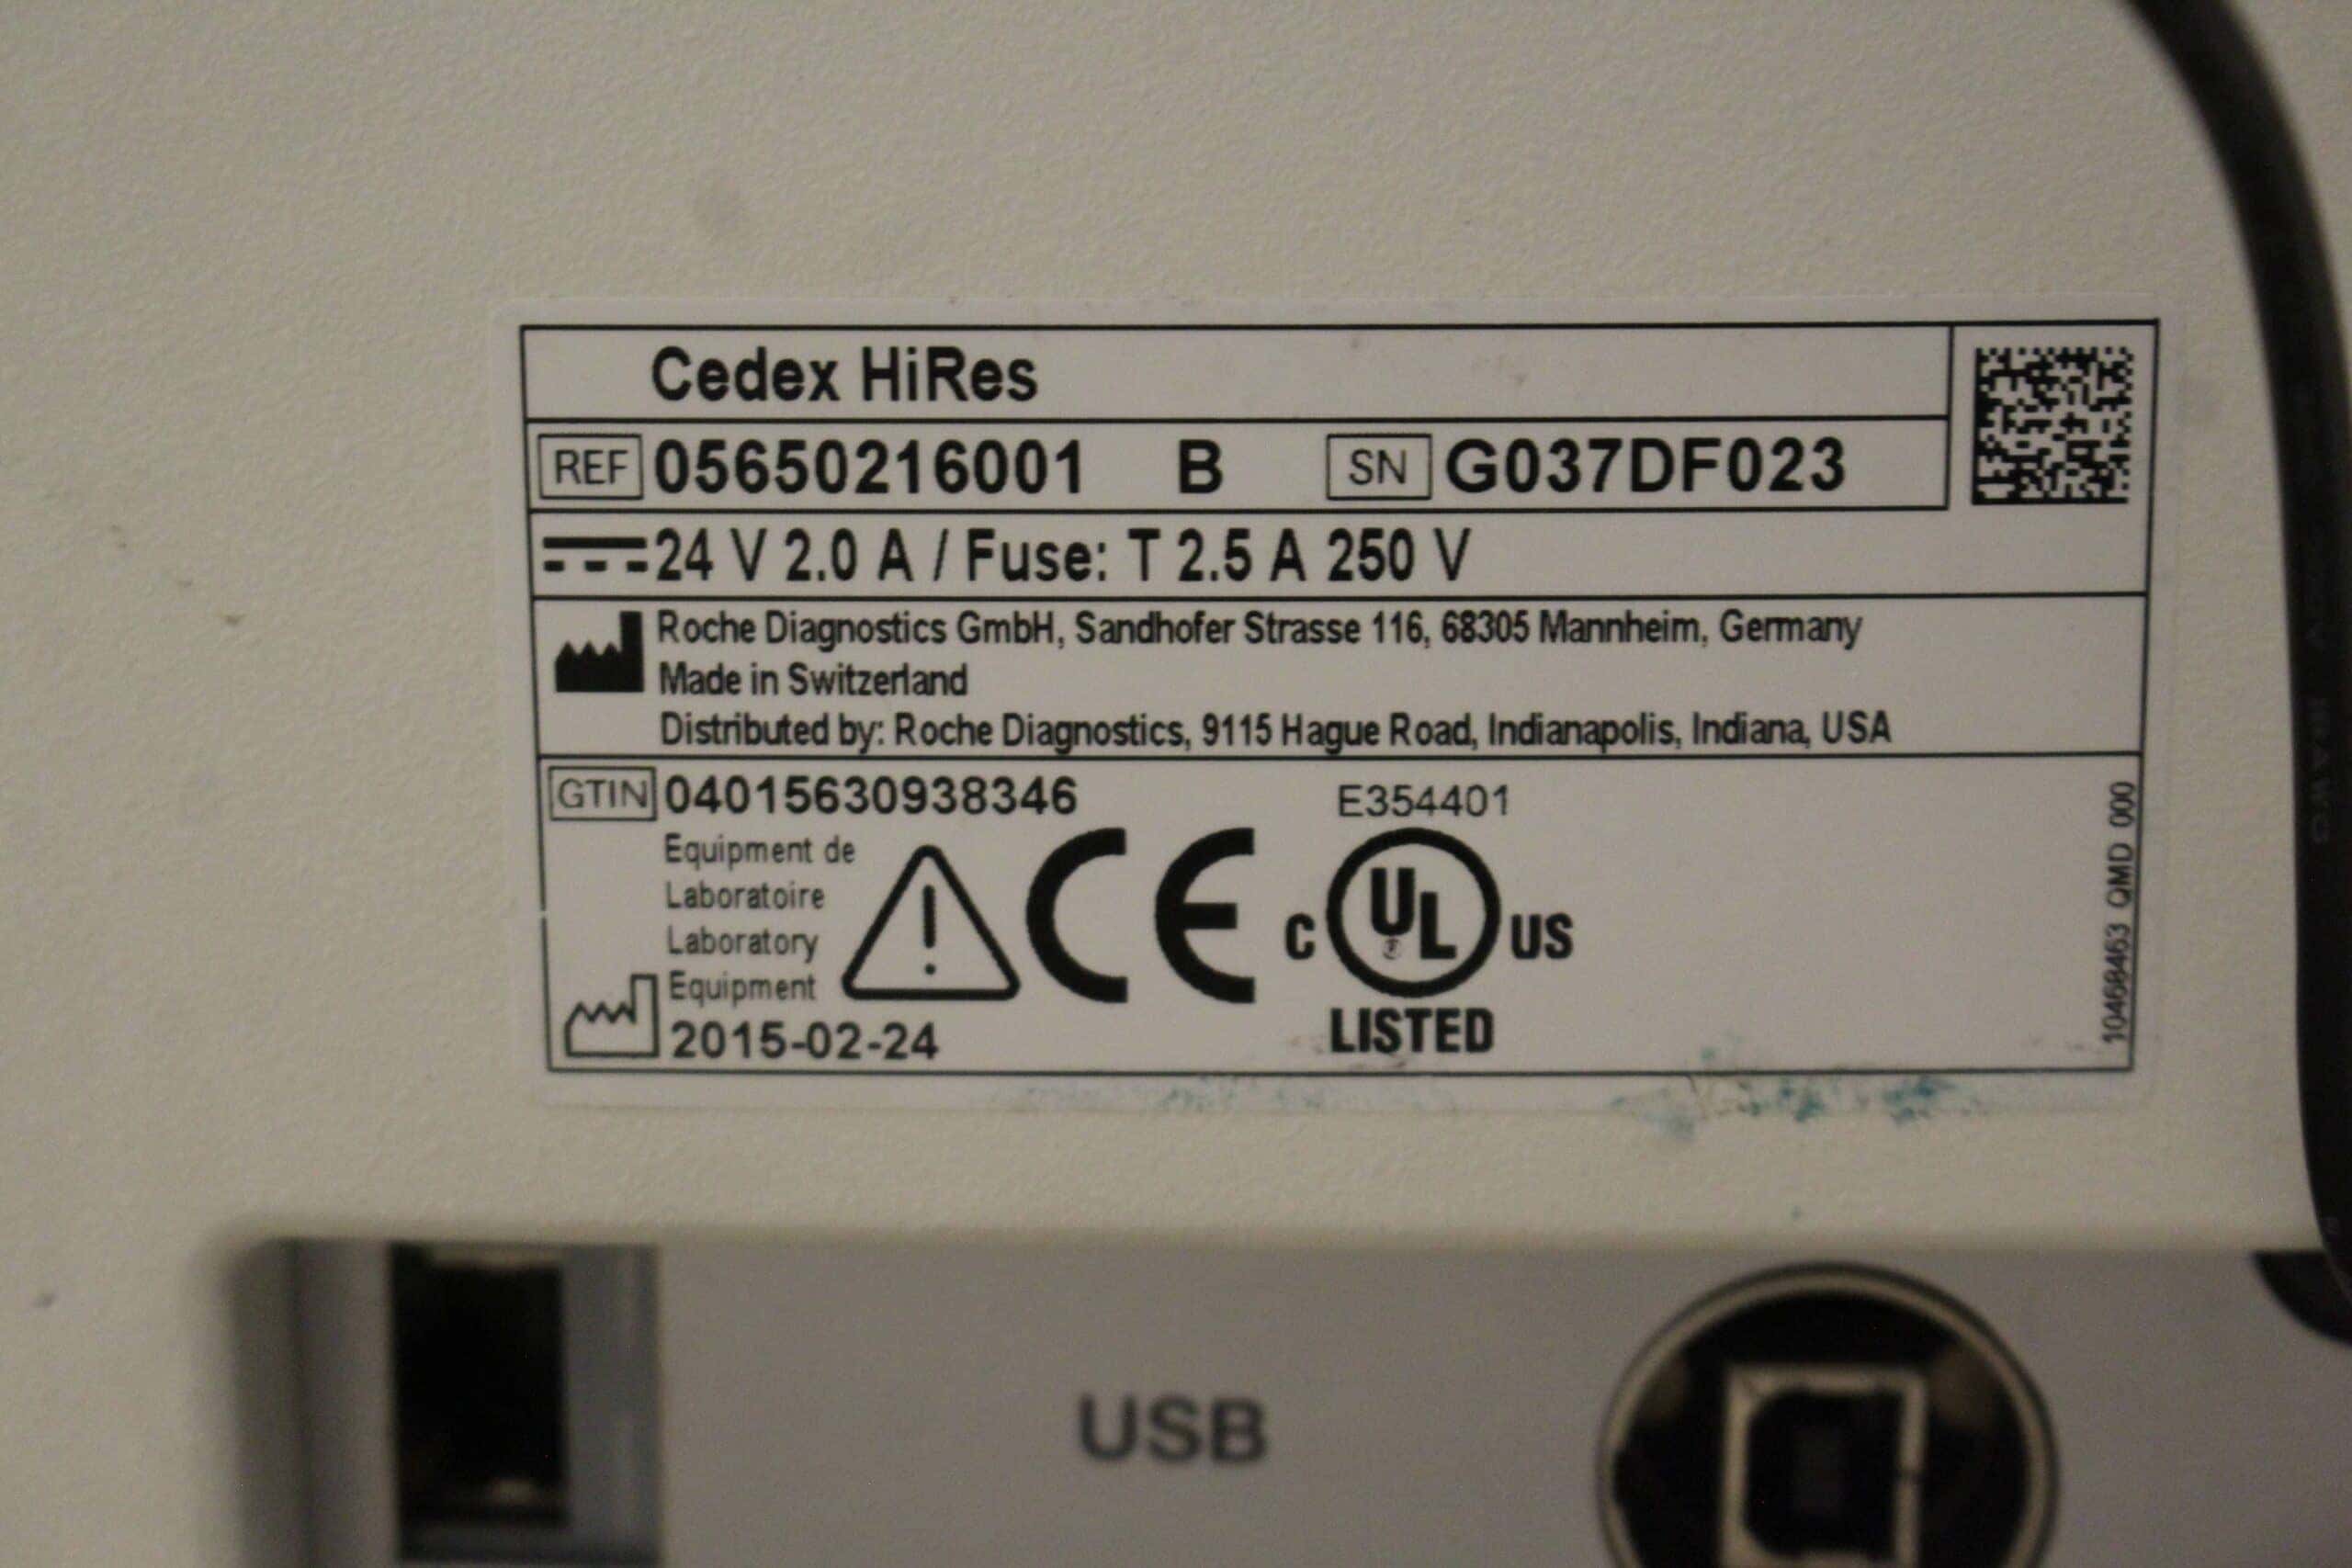 Cedex HiRes
REF 05650216001 B SN G037DF023
24 V 2.0 A / Fuse: T 2.5 A 250 V
Roche Diagnostics GmbH, Sandhofer Strasse 116, 68305 Mannheim, Germany
Made in Switzerland
Distributed by: Roche Diagnostics, 9115 Hague Road, Indianapolis, Indiana, USA
GTIN 04015630938346
E354401
Equipment de
Laboratoire
Laboratory
Equipment
2015-02-24
CE
C UL ® US
LISTED
10468463 QMD 000
USB